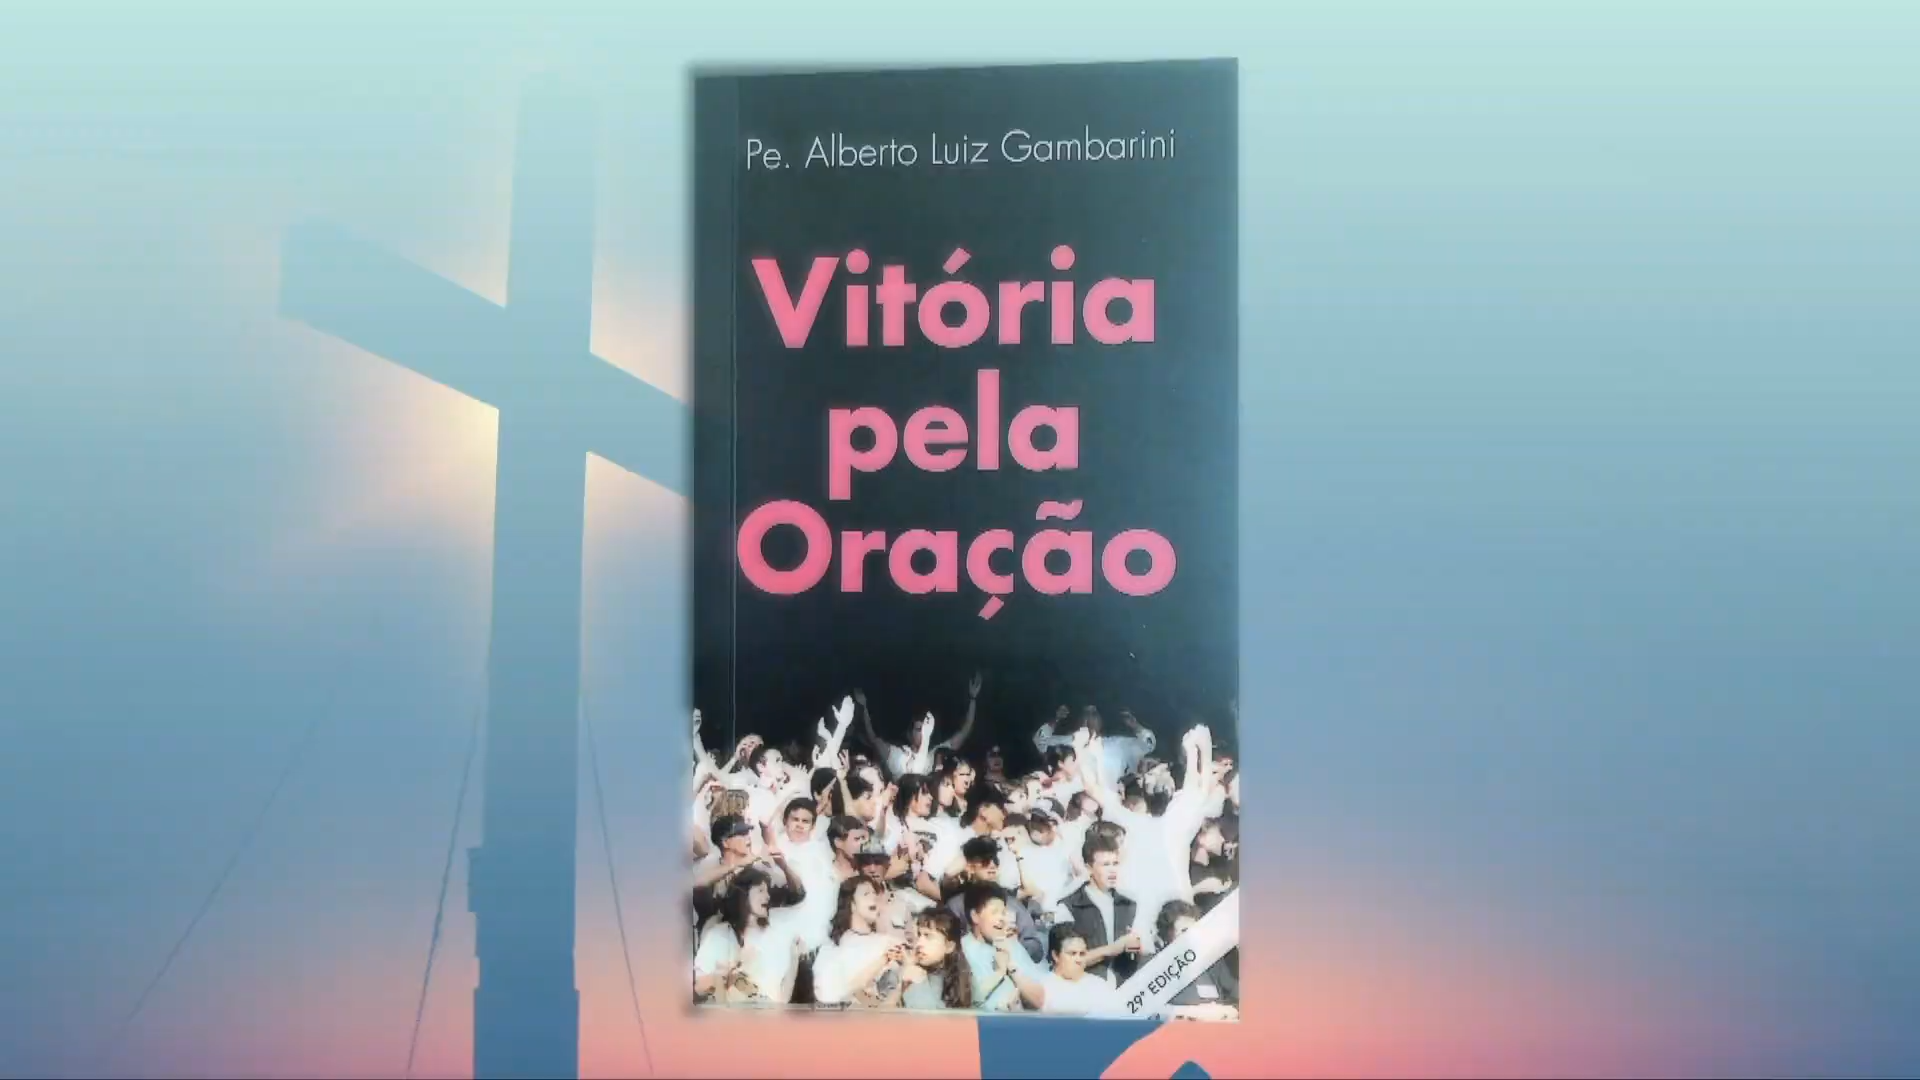 Pe. Alberto Luiz Gambarini
Vitória
pela
Oração
29ª EDIÇÃO